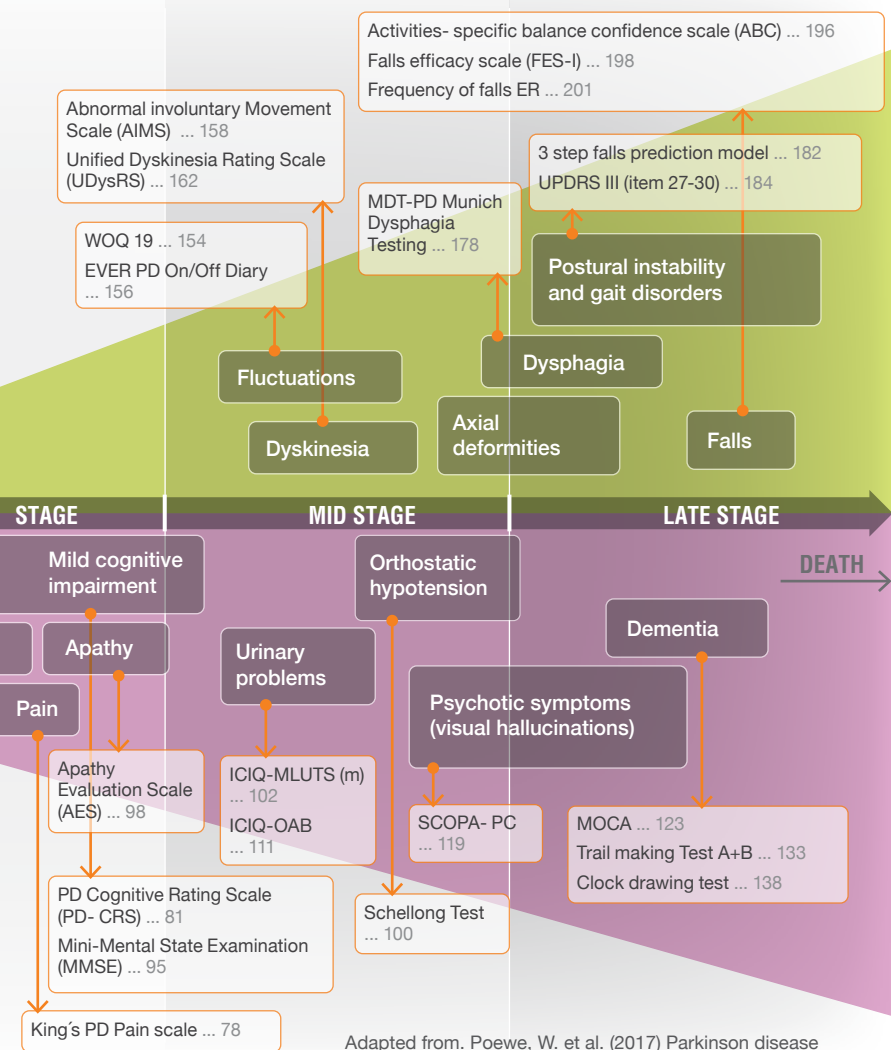 Activities- specific balance confidence scale (ABC) ... 196
Falls efficacy scale (FES-I) ... 198
Frequency of falls ER ... 201
Abnormal involuntary Movement
Scale (AIMS) ... 158
Unified Dyskinesia Rating Scale
(UDysRS) ... 162
3 step falls prediction model ... 182
UPDRS III (item 27-30) ... 184
MDT-PD Munich
Dysphagia
Testing ... 178
WOQ 19 ... 154
EVER PD On/Off Diary
... 156
Postural instability
and gait disorders
Fluctuations
Dysphagia
Axial
deformities
Dyskinesia
Falls
STAGE
MID STAGE
LATE STAGE
Mild cognitive
impairment
Orthostatic
hypotension
DEATH
Apathy
Urinary
problems
Dementia
Pain
Psychotic symptoms
(visual hallucinations)
Apathy
Evaluation Scale
(AES) ... 98
ICIQ-MLUTS (m)
... 102
ICIQ-OAB
... 111
SCOPA- PC
... 119
MOCA ... 123
Trail making Test A+B ... 133
Clock drawing test ... 138
PD Cognitive Rating Scale
(PD- CRS) ... 81
Mini-Mental State Examination
(MMSE) ... 95
Schellong Test
... 100
King´s PD Pain scale ... 78
Adapted from. Poewe, W. et al. (2017) Parkinson disease